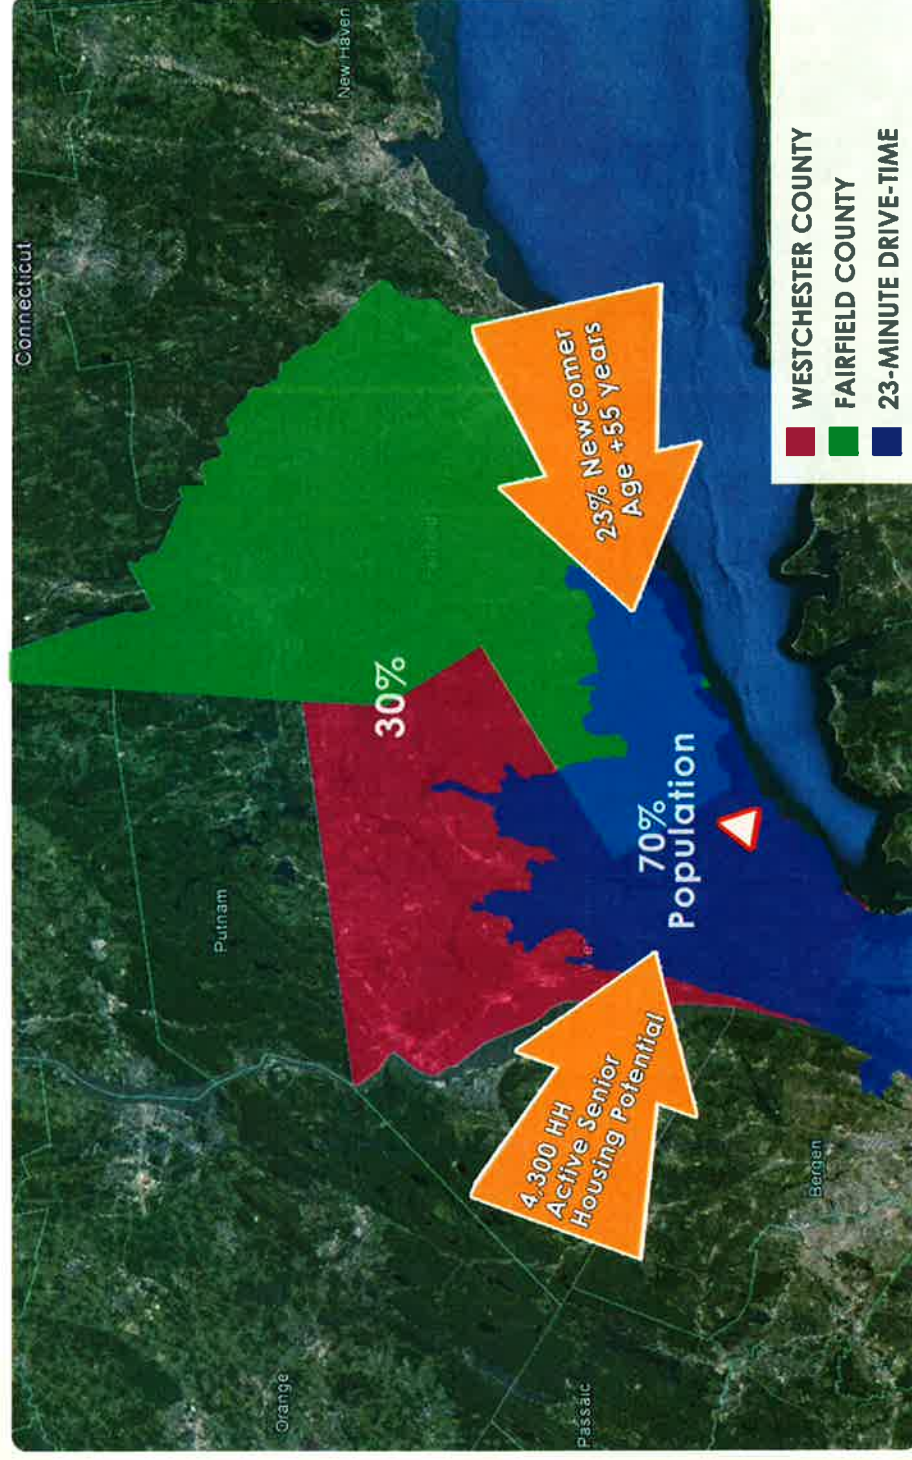 Connecticut
New Haven
Putnam
Orange
Passaic
Bergen
30%
70%
Population
4,300 HH
Active Senior
Housing Potential
23% Newcomer
Age +55 years
WESTCHESTER COUNTY
FAIRFIELD COUNTY
23-MINUTE DRIVE-TIME